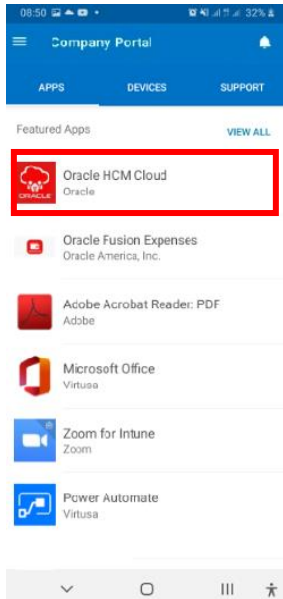 08:50 32%
Company Portal
APPS DEVICES SUPPORT
Featured Apps VIEW ALL
Oracle HCM Cloud
ORACLE
Oracle
Oracle Fusion Expenses
Oracle America, Inc.
Adobe Acrobat Reader: PDF
Adobe
Microsoft Office
Virtusa
Zoom for Intune
Zoom
Power Automate
Virtusa